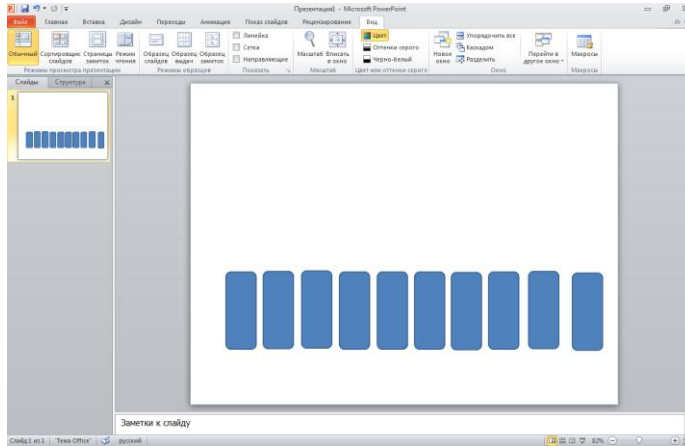 Презентация1 - Microsoft PowerPoint
Файл Главная Вставка Дизайн Переходы Анимация Показ слайдов Рецензирование Вид
Обычный Сортировщик слайдов Страницы заметок Режим чтения
Режимы просмотра презентации
Образец слайдов Образец выдач Образец заметок
Режимы образцов
Линейка
Сетка
Направляющие
Показать
Масштаб Вписать в окно
Масштаб
Цвет
Оттенки серого
Черно-белый
Цвет или оттенки серого
Новое окно
Упорядочить все
Каскадом
Разделить
Перейти в другое окно
Окно
Макросы
Макросы
Слайды Структура
1
Заметки к слайду
Слайд 1 из 1 "Тема Office" русский 82%